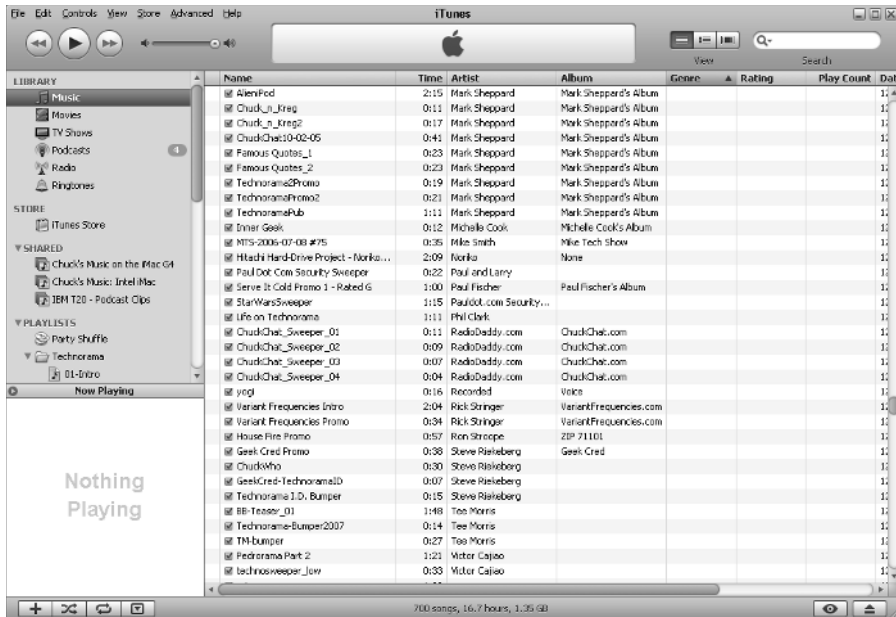 File Edit Controls View Store Advanced Help iTunes
View Search
LIBRARY
Music
Movies
TV Shows
Podcasts 4
Radio
Ringtones
STORE
iTunes Store
SHARED
Chuck's Music on the iMac G4
Chuck's Music: Intel iMac
IBM T20 - Podcast Clips
PLAYLISTS
Party Shuffle
Technorama
01-Intro
Now Playing
Nothing
Playing
Name Time Artist Album Genre Rating Play Count Dat
AlienPod 2:15 Mark Sheppard Mark Sheppard's Album
Chuck_n_Kreg 0:11 Mark Sheppard Mark Sheppard's Album
Chuck_n_Kreg2 0:17 Mark Sheppard Mark Sheppard's Album
ChuckChat10-02-05 0:41 Mark Sheppard Mark Sheppard's Album
Famous Quotes_1 0:23 Mark Sheppard Mark Sheppard's Album
Famous Quotes_2 0:23 Mark Sheppard Mark Sheppard's Album
Technorama2Promo 0:19 Mark Sheppard Mark Sheppard's Album
TechnoramaPromo2 0:21 Mark Sheppard Mark Sheppard's Album
TechnoramaPub 1:11 Mark Sheppard Mark Sheppard's Album
Inner Geek 0:12 Michelle Cook Michelle Cook's Album
MTS-2006-07-08 #75 0:35 Mike Smith Mike Tech Show
Hitachi Hard-Drive Project - Noriko... 2:09 Noriko None
Paul Dot Com Security Sweeper 0:22 Paul and Larry
Serve It Cold Promo 1 - Rated G 1:00 Paul Fischer Paul Fischer's Album
StarWarsSweeper 1:15 Pauldot.com Security...
Life on Technorama 1:11 Phil Clark
ChuckChat_Sweeper_01 0:11 RadioDaddy.com ChuckChat.com
ChuckChat_Sweeper_02 0:09 RadioDaddy.com ChuckChat.com
ChuckChat_Sweeper_03 0:07 RadioDaddy.com ChuckChat.com
ChuckChat_Sweeper_04 0:04 RadioDaddy.com ChuckChat.com
yogi 0:16 Recorded Voice
Variant Frequencies Intro 2:04 Rick Stringer VariantFrequencies.com
Variant Frequencies Promo 0:34 Rick Stringer VariantFrequencies.com
House Fire Promo 0:57 Ron Stroope ZIP 71101
Geek Cred Promo 0:38 Steve Riekeberg Geek Cred
ChuckWho 0:30 Steve Riekeberg
GeekCred-TechnoramaID 0:07 Steve Riekeberg
Technorama I.D. Bumper 0:15 Steve Riekeberg
BB-Teaser_01 1:48 Tee Morris
Technorama-Bumper2007 0:14 Tee Morris
TM-bumper 0:27 Tee Morris
Pedrorama Part 2 1:21 Victor Cajiao
technosweeper_low 0:33 Victor Cajiao
700 songs, 16.7 hours, 1.35 GB